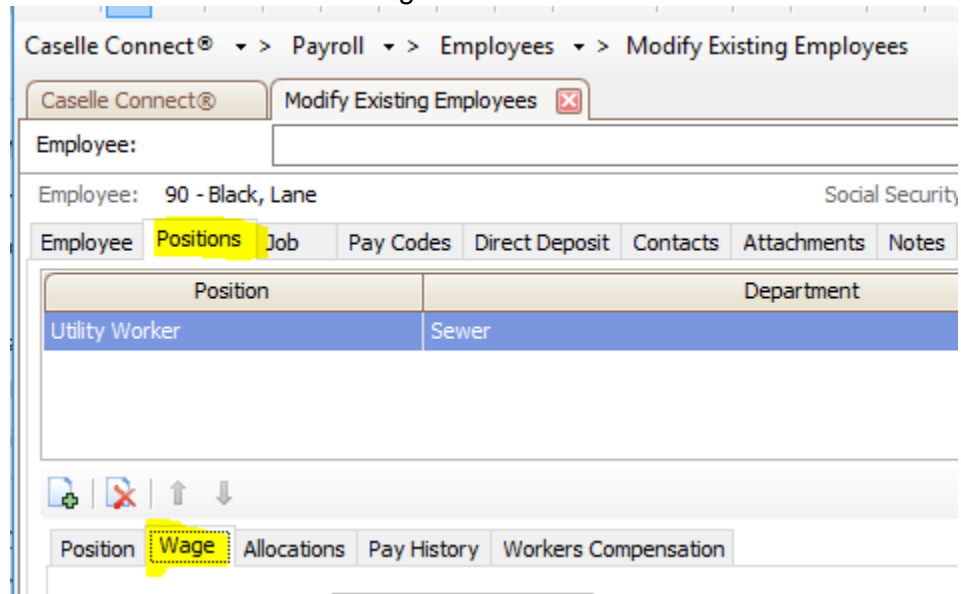 Caselle Connect® > Payroll > Employees > Modify Existing Employees
Caselle Connect® Modify Existing Employees
Employee:
Employee: 90 - Black, Lane Social Security
Employee Positions Job Pay Codes Direct Deposit Contacts Attachments Notes
Position Department
Utility Worker Sewer
Position Wage Allocations Pay History Workers Compensation